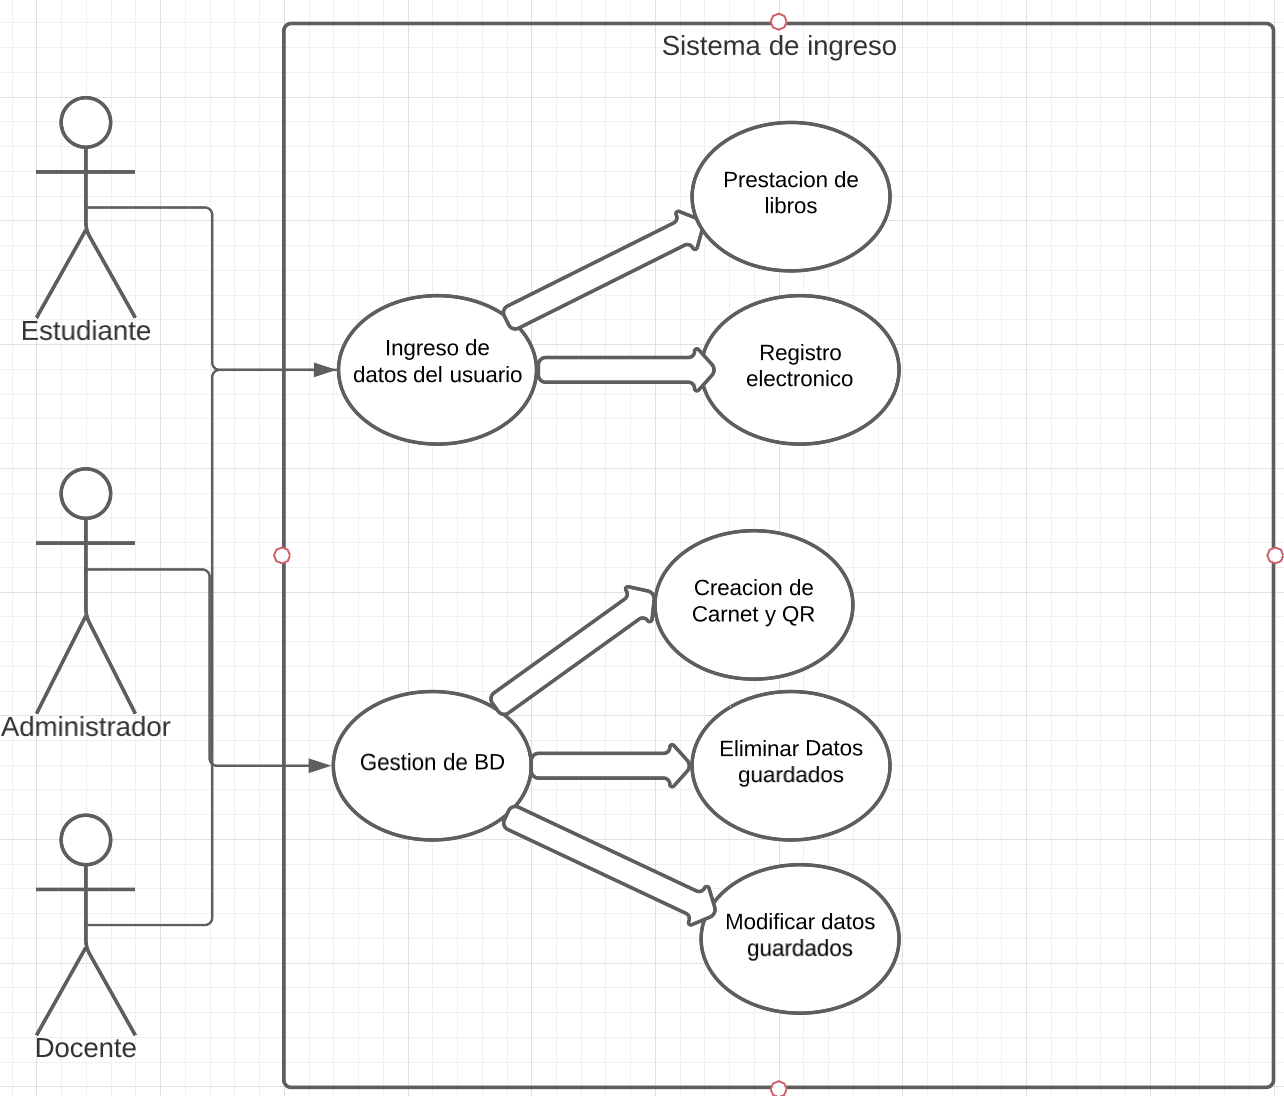 Sistema de ingreso
Estudiante
Prestacion de
libros
Ingreso de
datos del usuario
Registro
electronico
Administrador
Creacion de
Carnet y QR
Gestion de BD
Eliminar Datos
guardados
Modificar datos
guardados
Docente